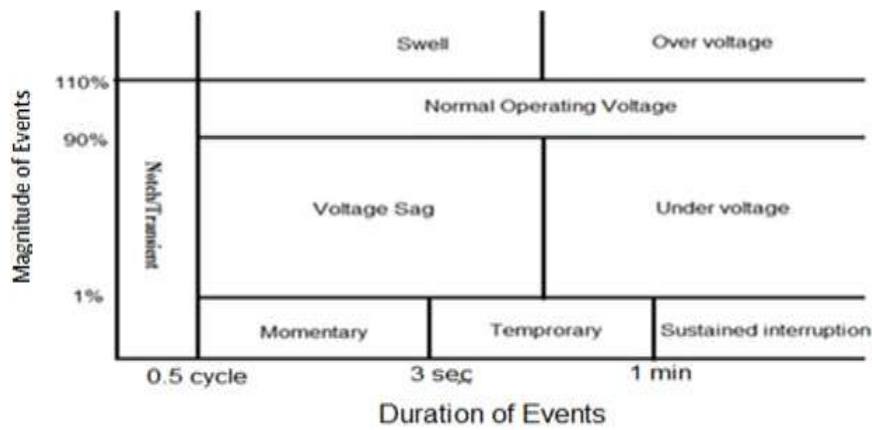 Swell
Over voltage
110%
Normal Operating Voltage
90%
Magnitude of Events
Notch/Transient
Voltage Sag
Under voltage
1%
Momentary
Temprorary
Sustained interruption
0.5 cycle
3 sec
1 min
Duration of Events